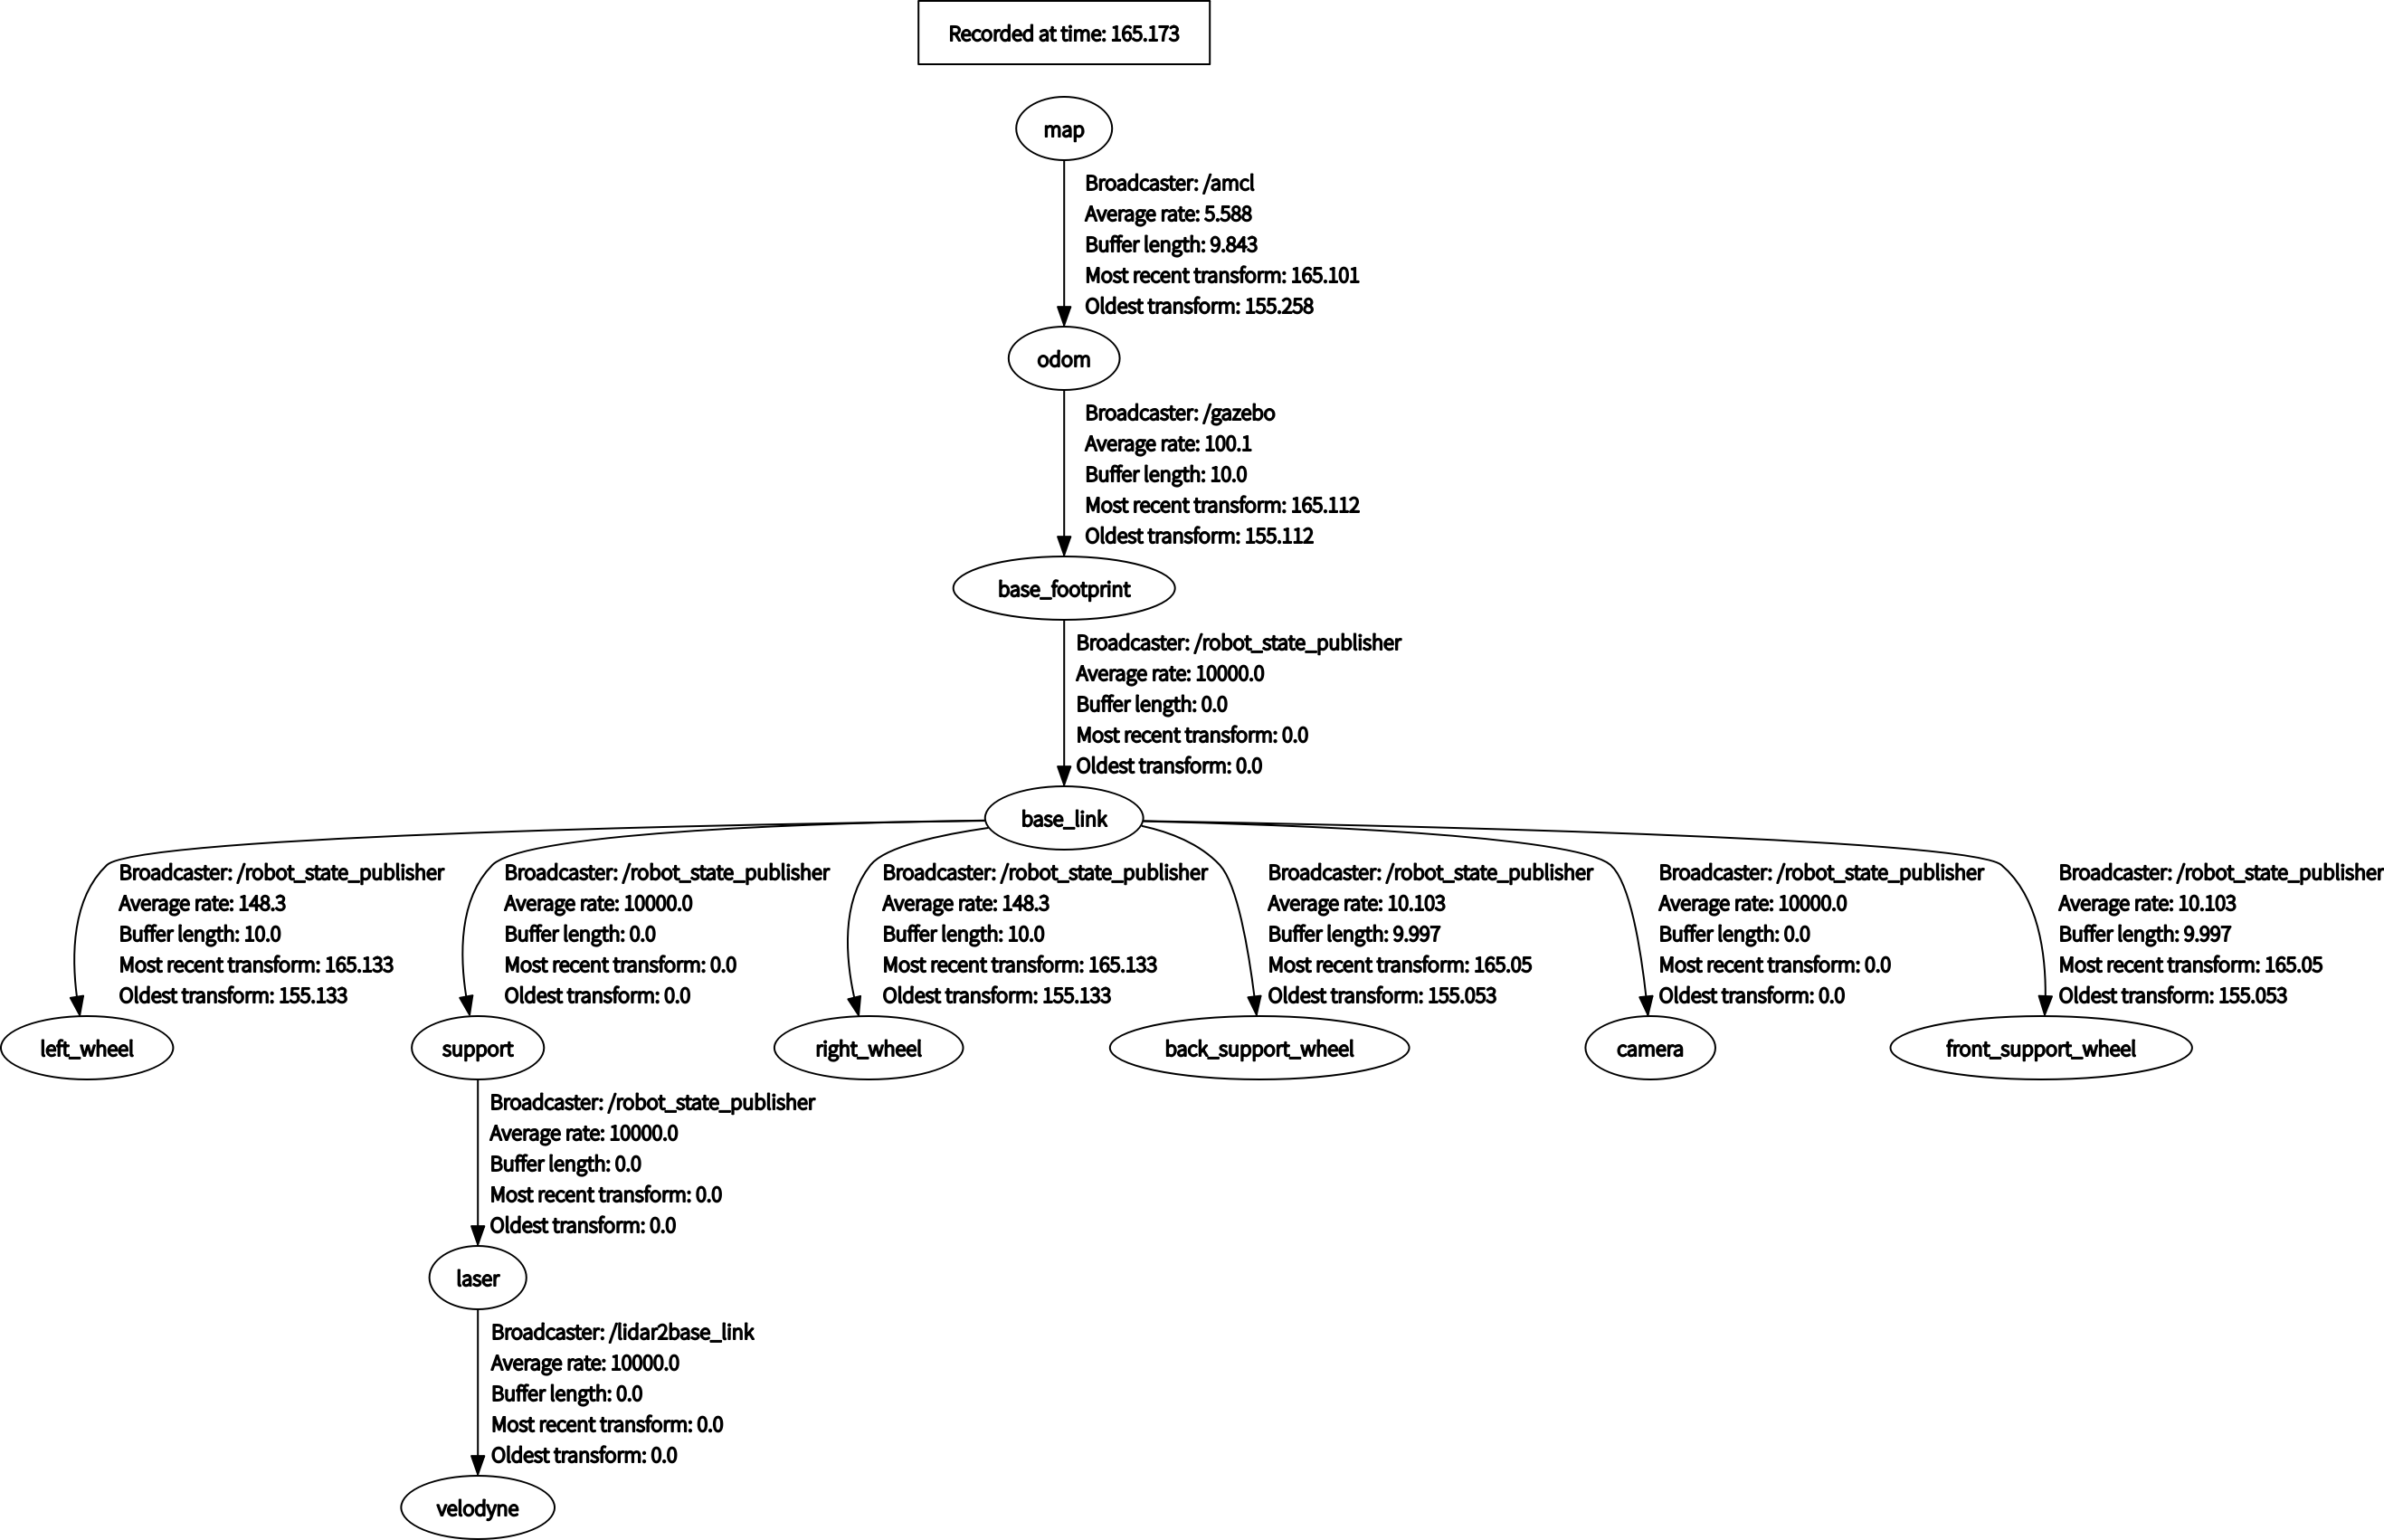 Recorded at time: 165.173
map
Broadcaster: /amcl
Average rate: 5.588
Buffer length: 9.843
Most recent transform: 165.101
Oldest transform: 155.258
odom
Broadcaster: /gazebo
Average rate: 100.1
Buffer length: 10.0
Most recent transform: 165.112
Oldest transform: 155.112
base_footprint
Broadcaster: /robot_state_publisher
Average rate: 10000.0
Buffer length: 0.0
Most recent transform: 0.0
Oldest transform: 0.0
base_link
Broadcaster: /robot_state_publisher
Average rate: 148.3
Buffer length: 10.0
Most recent transform: 165.133
Oldest transform: 155.133
Broadcaster: /robot_state_publisher
Average rate: 10000.0
Buffer length: 0.0
Most recent transform: 0.0
Oldest transform: 0.0
Broadcaster: /robot_state_publisher
Average rate: 148.3
Buffer length: 10.0
Most recent transform: 165.133
Oldest transform: 155.133
Broadcaster: /robot_state_publisher
Average rate: 10.103
Buffer length: 9.997
Most recent transform: 165.05
Oldest transform: 155.053
Broadcaster: /robot_state_publisher
Average rate: 10000.0
Buffer length: 0.0
Most recent transform: 0.0
Oldest transform: 0.0
Broadcaster: /robot_state_publisher
Average rate: 10.103
Buffer length: 9.997
Most recent transform: 165.05
Oldest transform: 155.053
left_wheel
support
right_wheel
back_support_wheel
camera
front_support_wheel
Broadcaster: /robot_state_publisher
Average rate: 10000.0
Buffer length: 0.0
Most recent transform: 0.0
Oldest transform: 0.0
laser
Broadcaster: /lidar2base_link
Average rate: 10000.0
Buffer length: 0.0
Most recent transform: 0.0
Oldest transform: 0.0
velodyne